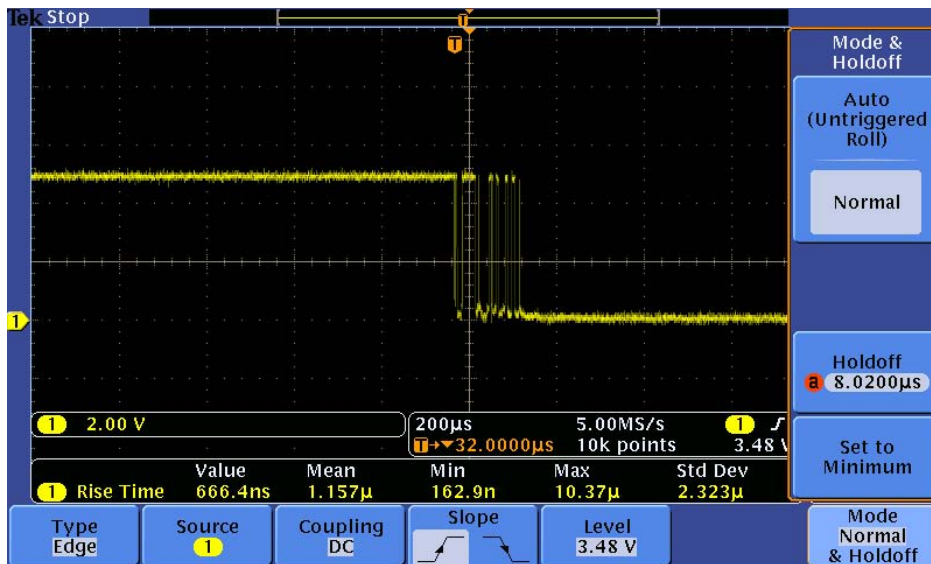 Tek Stop
T
T
Mode &
Holdoff
Auto
(Untriggered
Roll)
Normal
1
Holdoff
a 8.0200µs
Set to
Minimum
1 2.00 V
200µs 5.00MS/s 1
T→▼32.0000µs 10k points 3.48 V
Value Mean Min Max Std Dev
1 Rise Time 666.4ns 1.157µ 162.9n 10.37µ 2.323µ
Type
Edge
Source
1
Coupling
DC
Slope
Level
3.48 V
Mode
Normal
& Holdoff